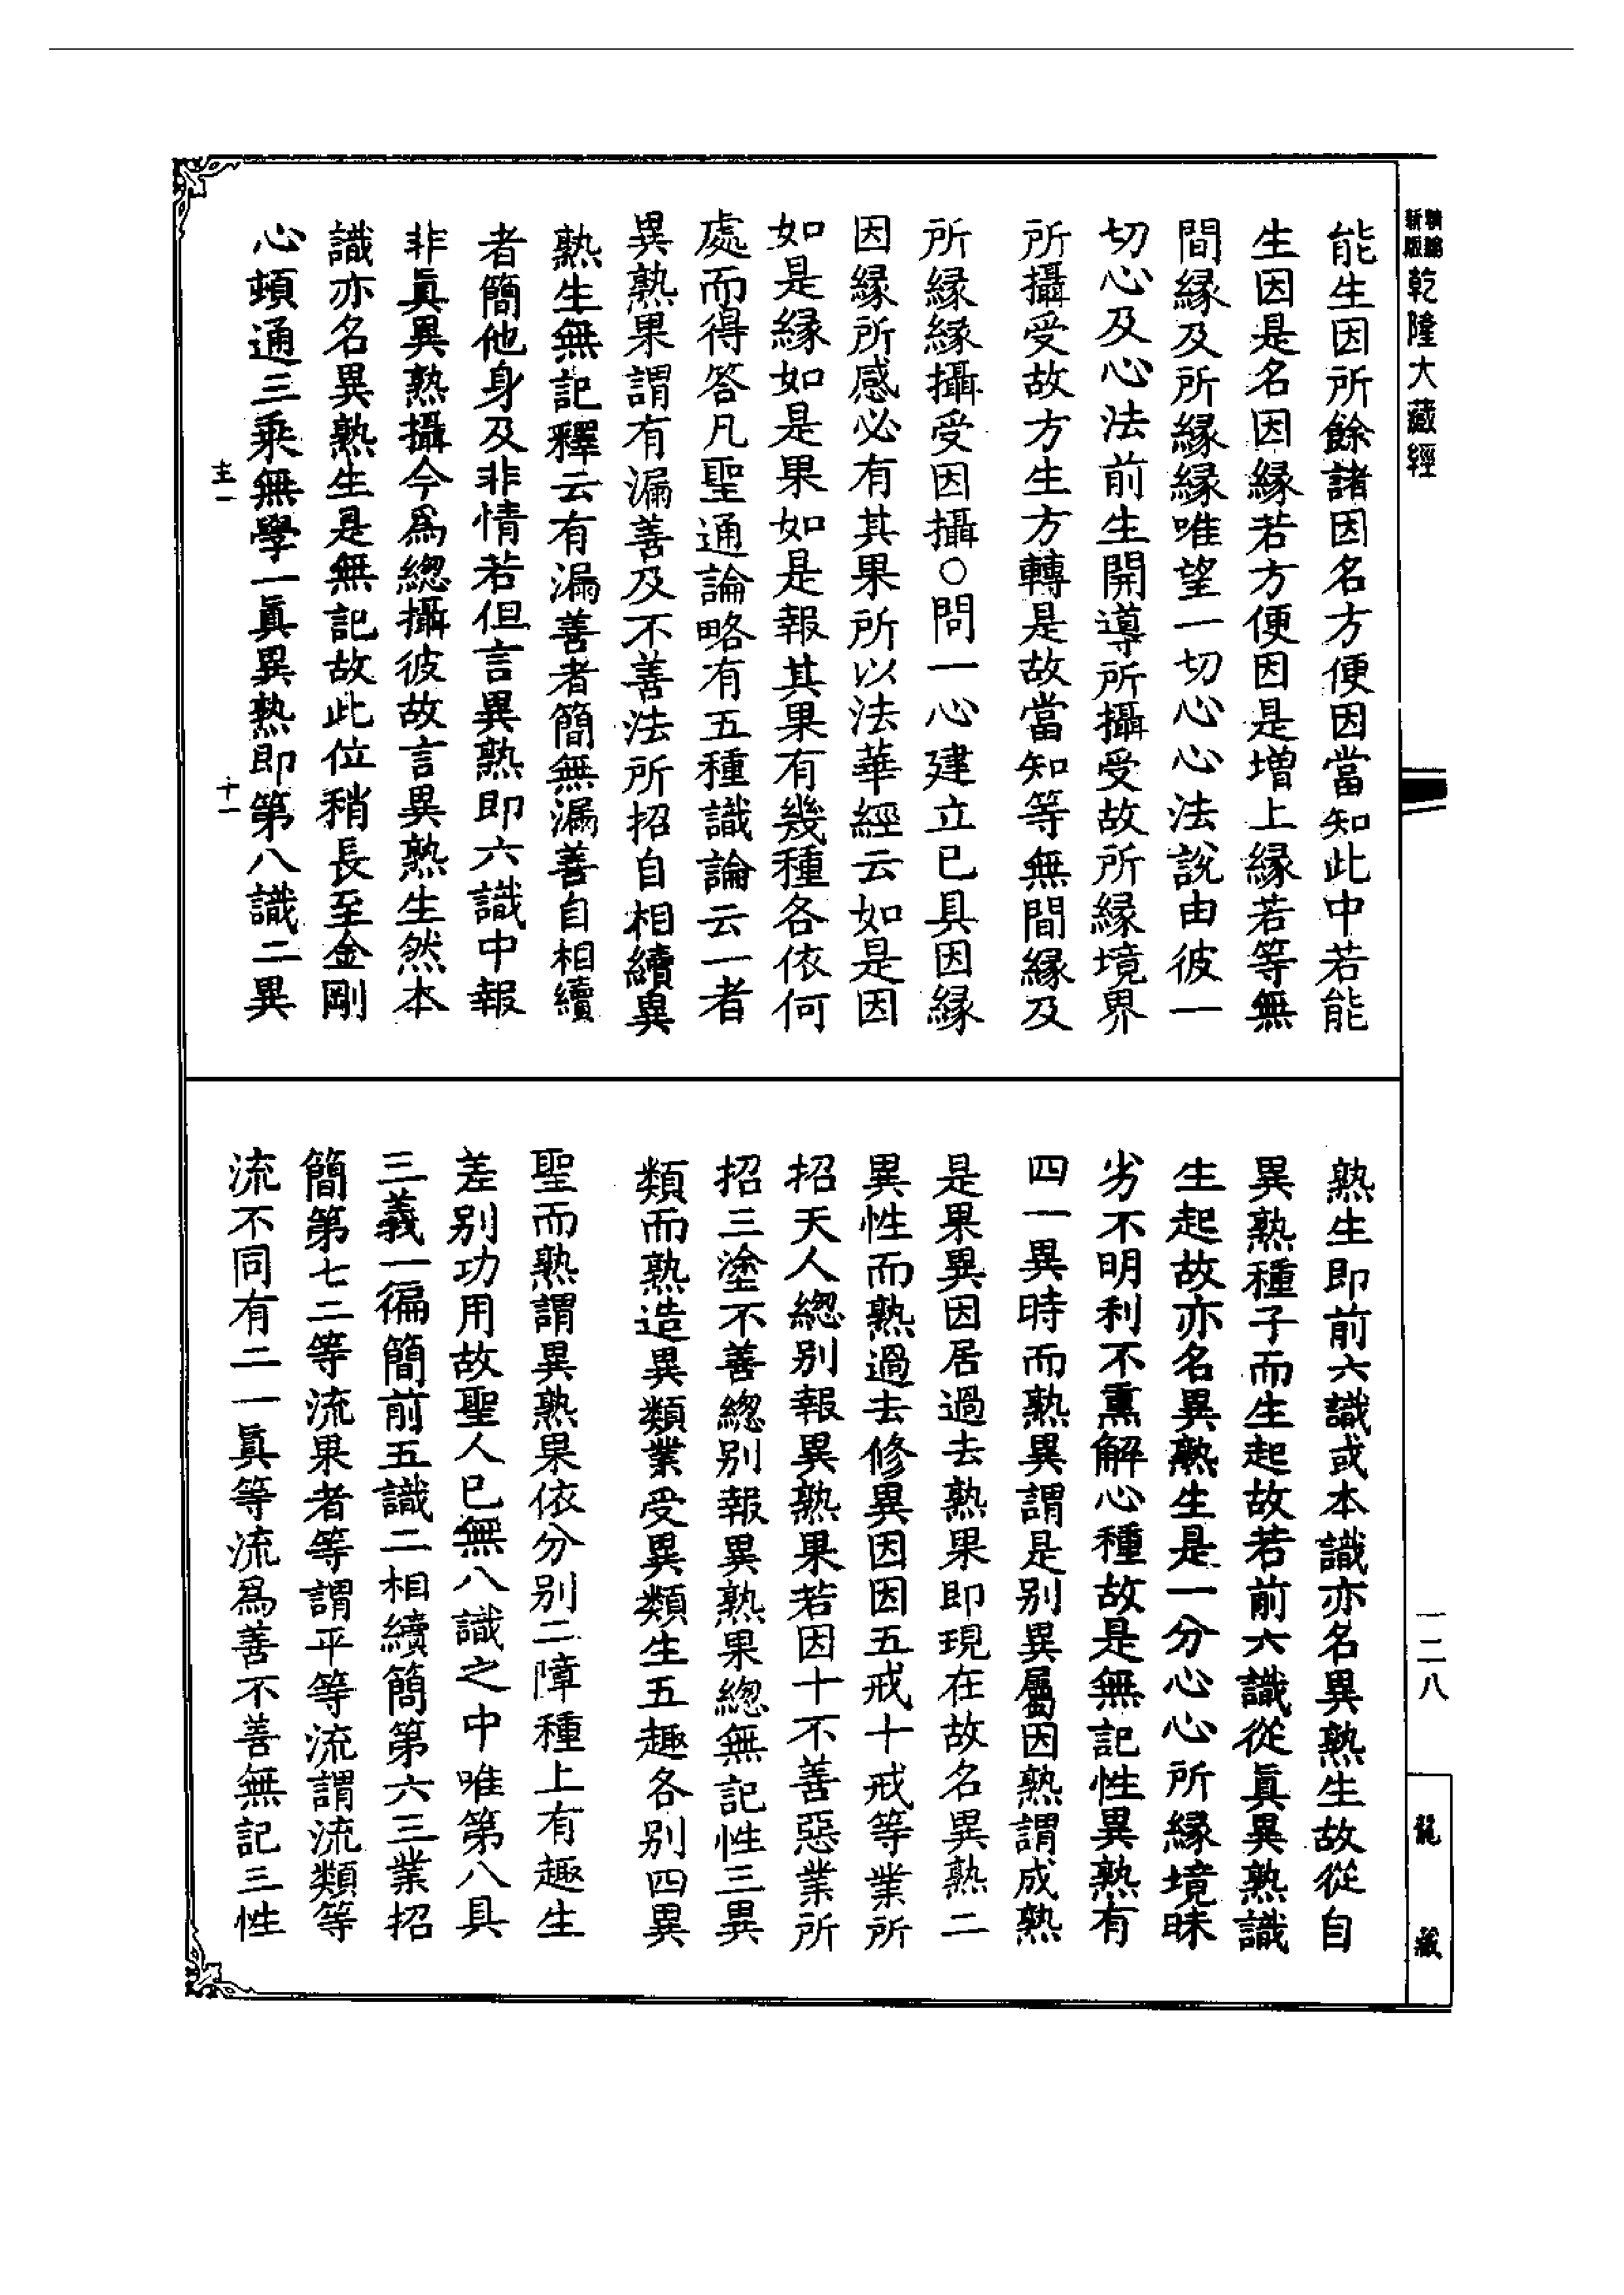 精編新版乾隆大藏經
能生因所餘諸因名方便因當知此中若能
生因是名因緣若方便因是增上緣若等無
間緣及所緣緣唯望一切心心法說由彼一
切心及心法前生開導所攝受故所緣境界
所攝受故方生方轉是故當知等無間緣及
所緣緣攝受因攝○問一心建立已具因緣
因緣所感必有其果所以法華經云如是因
如是緣如是果如是報其果有幾種各依何
處而得答凡聖通論略有五種識論云一者
異熟果謂有漏善及不善法所招自相續異
熟生無記釋云有漏善者簡無漏善自相續
者簡他身及非情若但言異熟即六識中報
非眞異熟攝今爲緫攝彼故言異熟生然本
識亦名異熟生是無記故此位稍長至金剛
心頓通三乘無學一眞異熟即第八識二異
主一
十一
熟生即前六識或本識亦名異熟生故從自
異熟種子而生起故若前六識從眞異熟識
生起故亦名異熟生是一分心心所緣境昧
劣不明利不熏解心種故是無記性異熟有
四一異時而熟異謂是別異屬因熟謂成熟
是果異因居過去熟果即現在故名異熟二
異性而熟過去修異因因五戒十戒等業所
招天人緫別報異熟果若因十不善惡業所
招三塗不善緫別報異熟果緫無記性三異
類而熟造異類業受異類生五趣各別四異
聖而熟謂異熟果依分別二障種上有趣生
差別功用故聖人已無八識之中唯第八具
三義一徧簡前五識二相續簡第六三業招
簡第七二等流果者等謂平等流謂流類等
流不同有二一眞等流爲善不善無記三性
一二八
龍藏